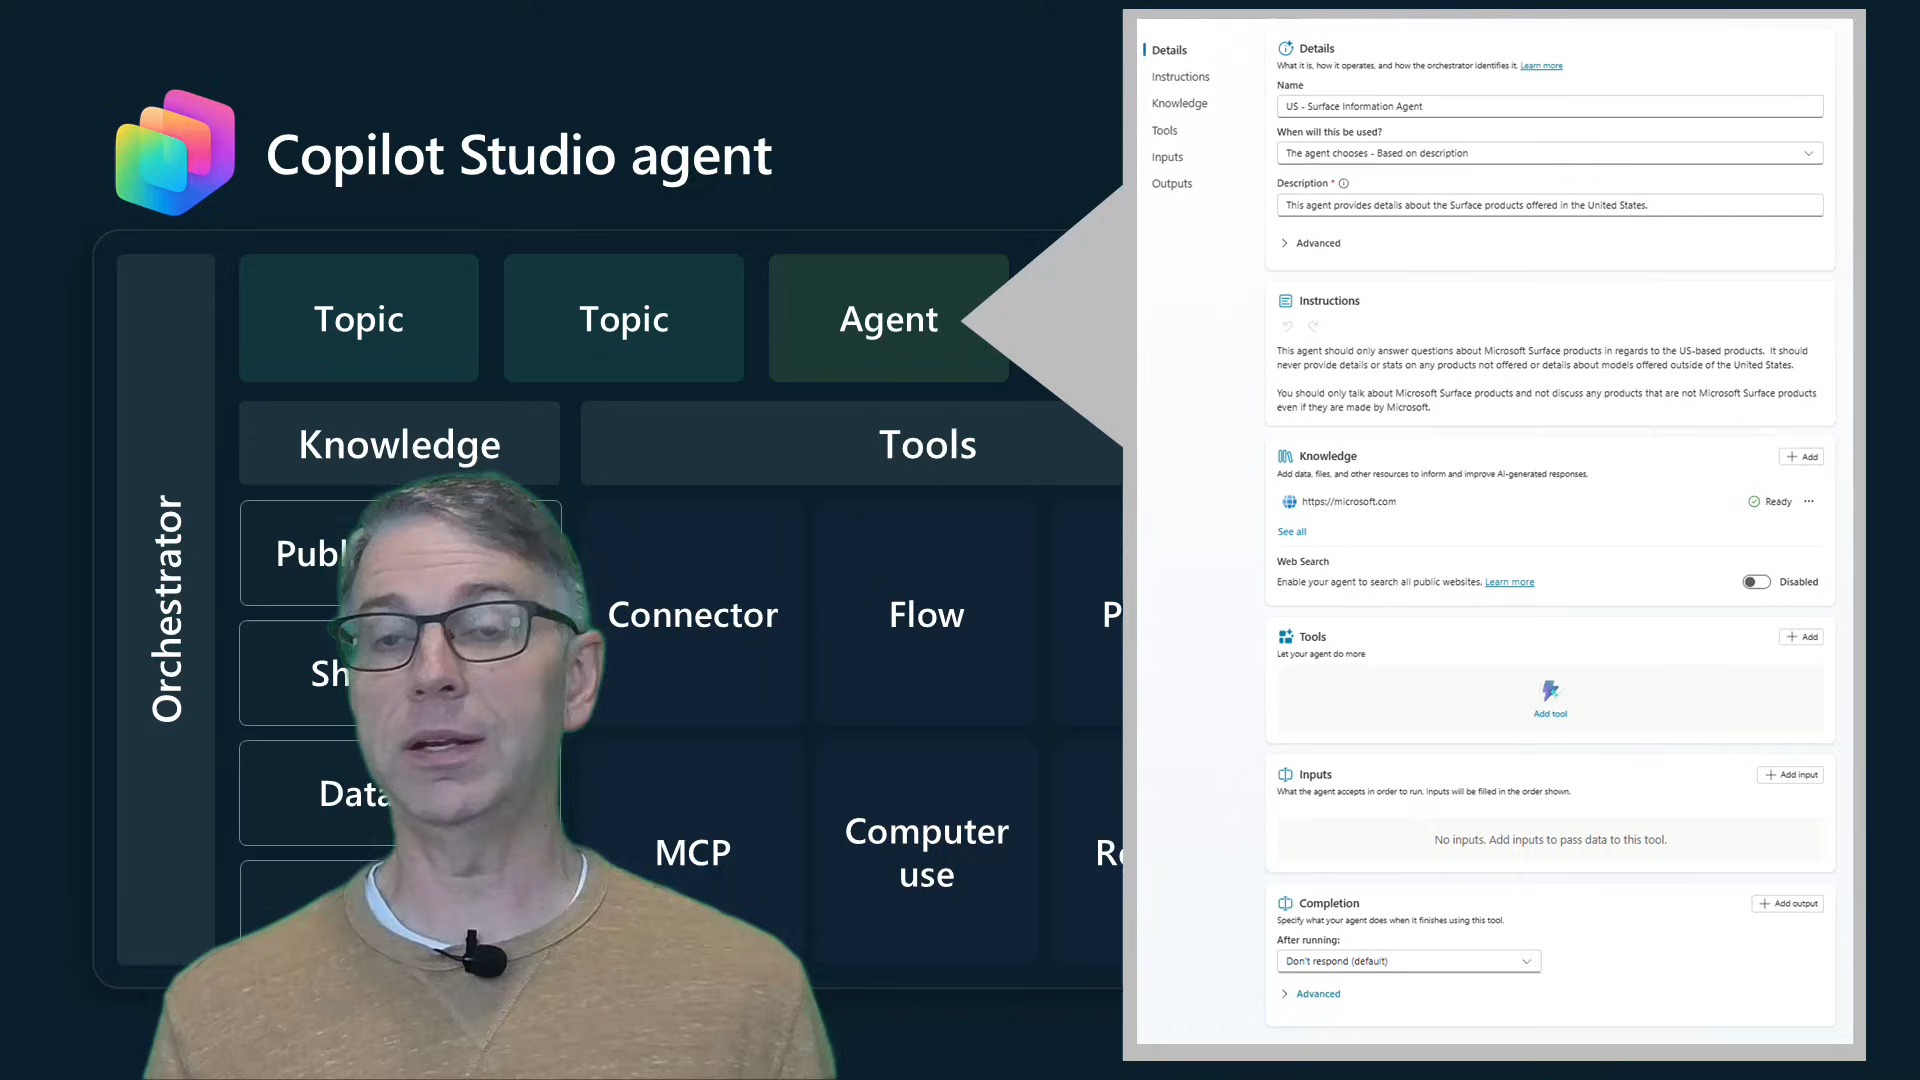 Copilot Studio agent
Orchestrator
Topic
Topic
Agent
Knowledge
Tools
Connector
Flow
MCP
Computer
use
Details
Instructions
Knowledge
Tools
Inputs
Outputs
Details
What it is, how it operates, and how the orchestrator identifies it. Learn more
Name
US - Surface Information Agent
When will this be used?
The agent chooses - Based on description
Description *
This agent provides details about the Surface products offered in the United States.
Advanced
Instructions
This agent should only answer questions about Microsoft Surface products in regards to the US-based products. It should
never provide details or stats on any products not offered or details about models offered outside of the United States.
You should only talk about Microsoft Surface products and not discuss any products that are not Microsoft Surface products
even if they are made by Microsoft.
Knowledge
+ Add
Add data, files, and other resources to inform and improve AI-generated responses.
https://microsoft.com
Ready ...
See all
Web Search
Enable your agent to search all public websites. Learn more
Disabled
Tools
+ Add
Let your agent do more
Add tool
Inputs
+ Add input
What the agent accepts in order to run. Inputs will be filled in the order shown.
No inputs. Add inputs to pass data to this tool.
Completion
+ Add output
Specify what your agent does when it finishes using this tool.
After running:
Don't respond (default)
Advanced